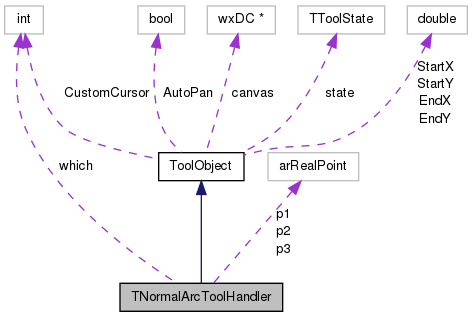 int
bool
wxDC *
TToolState
double
CustomCursor
AutoPan
canvas
state
StartX
StartY
EndX
EndY
which
ToolObject
arRealPoint
p1
p2
p3
TNormalArcToolHandler